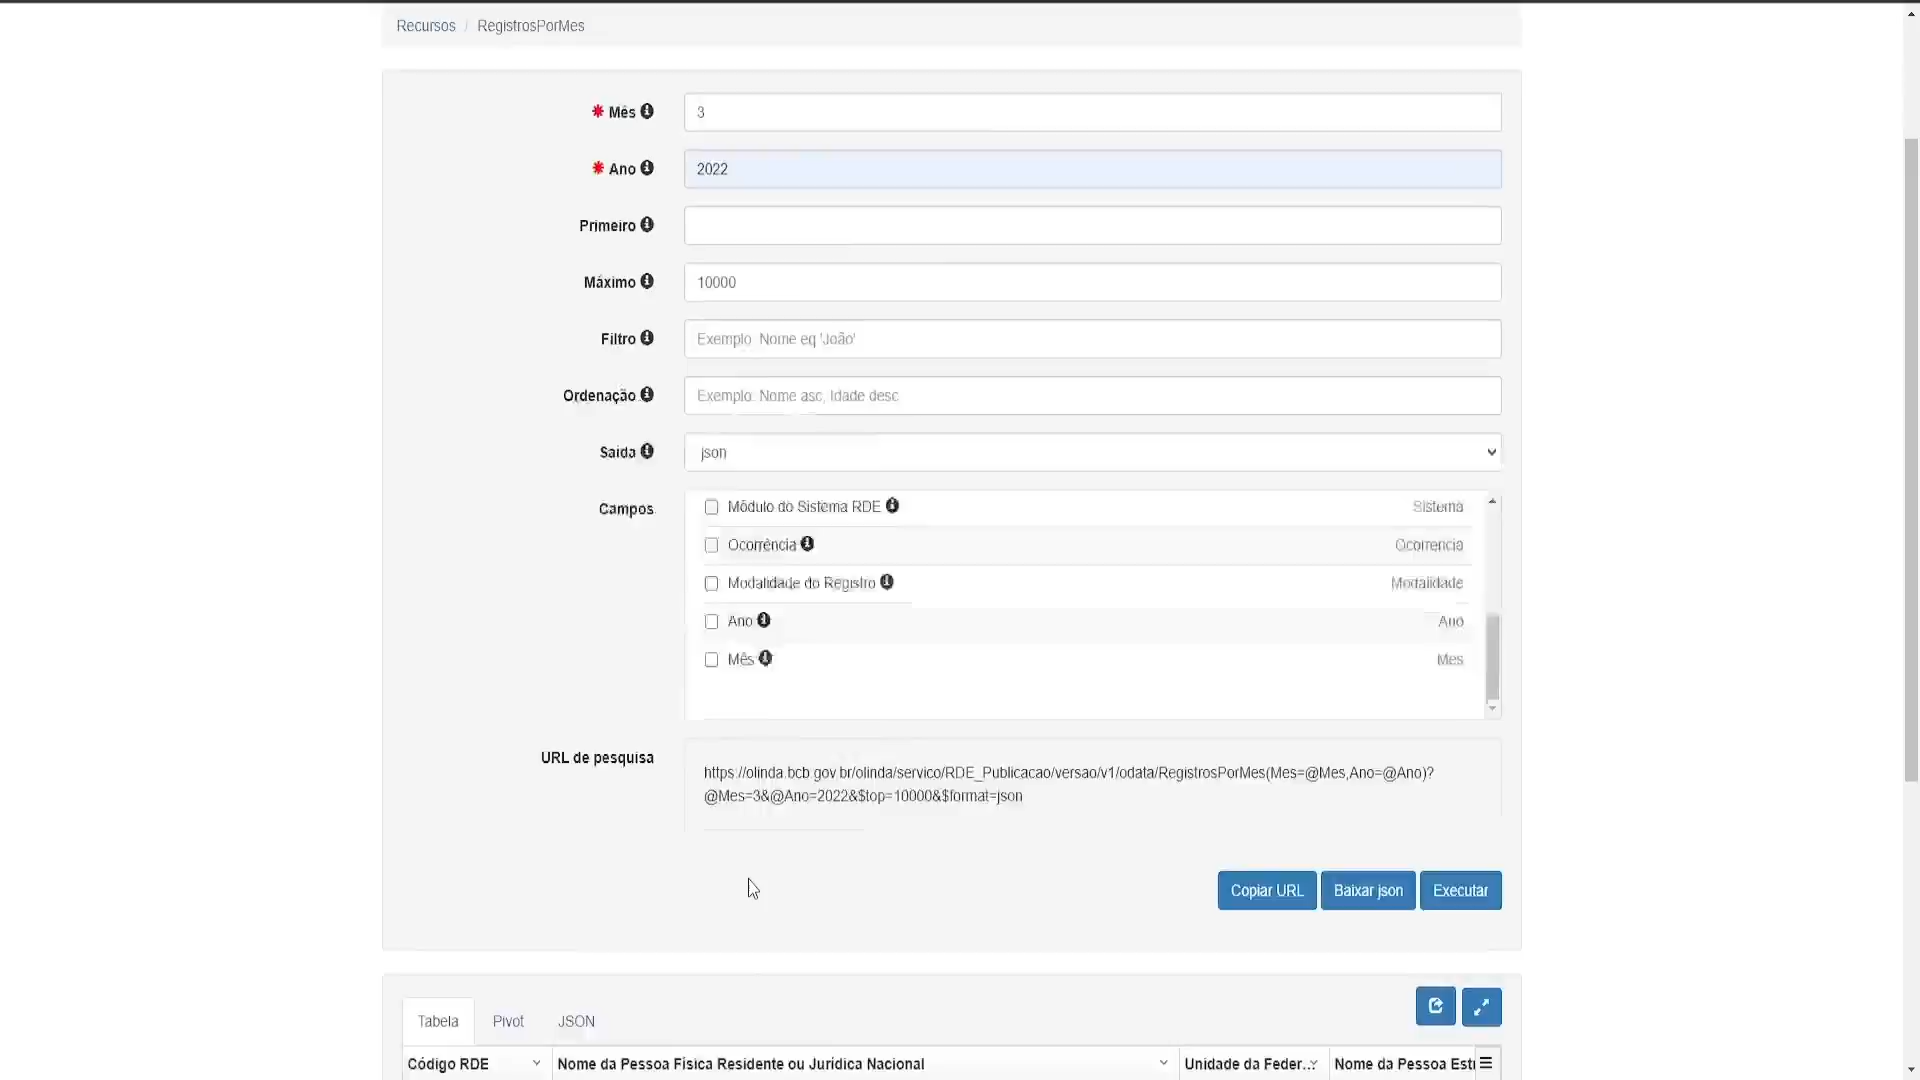 Recursos / RegistrosPorMes
* Mês 3
* Ano 2022
Primeiro
Máximo 10000
Filtro Exemplo: Nome eq 'João'
Ordenação Exemplo: Nome asc, Idade desc
Saída json
Campos
Módulo do Sistema RDE Sistema
Ocorrência Ocorrencia
Modalidade do Registro Modalidade
Ano Ano
Mês Mes
URL de pesquisa
https://olinda.bcb.gov.br/olinda/servico/RDE_Publicacao/versao/v1/odata/RegistrosPorMes(Mes=@Mes,Ano=@Ano)?
@Mes=3&@Ano=2022&$top=10000&$format=json
Copiar URL Baixar json Executar
Tabela Pivot JSON
Código RDE Nome da Pessoa Física Residente ou Jurídica Nacional Unidade da Feder... Nome da Pessoa Estr